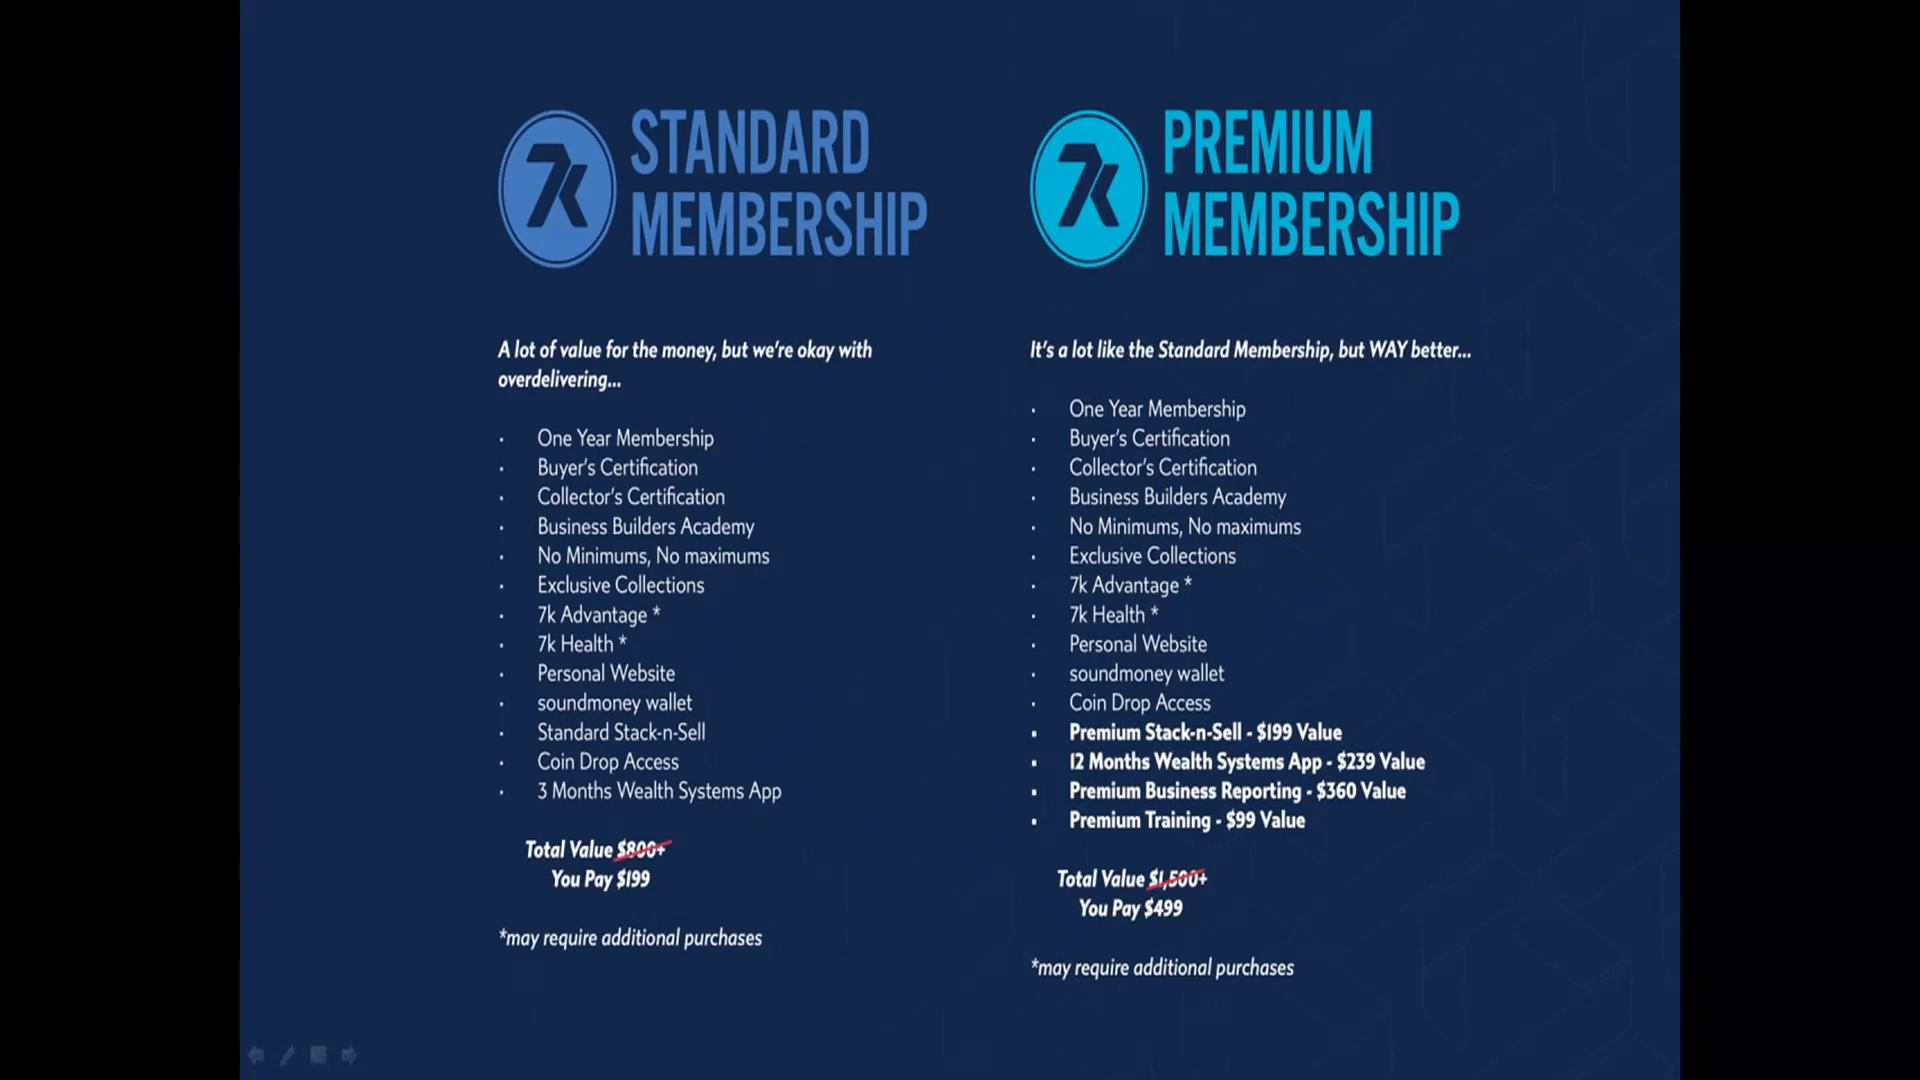 7k
STANDARD
MEMBERSHIP
A lot of value for the money, but we're okay with
overdelivering...
· One Year Membership
· Buyer's Certification
· Collector's Certification
· Business Builders Academy
· No Minimums, No maximums
· Exclusive Collections
· 7k Advantage *
· 7k Health *
· Personal Website
· soundmoney wallet
· Standard Stack-n-Sell
· Coin Drop Access
· 3 Months Wealth Systems App
Total Value $800+
You Pay $199
*may require additional purchases
7k
PREMIUM
MEMBERSHIP
It's a lot like the Standard Membership, but WAY better...
· One Year Membership
· Buyer's Certification
· Collector's Certification
· Business Builders Academy
· No Minimums, No maximums
· Exclusive Collections
· 7k Advantage *
· 7k Health *
· Personal Website
· soundmoney wallet
· Coin Drop Access
· Premium Stack-n-Sell - $199 Value
· 12 Months Wealth Systems App - $239 Value
· Premium Business Reporting - $360 Value
· Premium Training - $99 Value
Total Value $1,500+
You Pay $499
*may require additional purchases